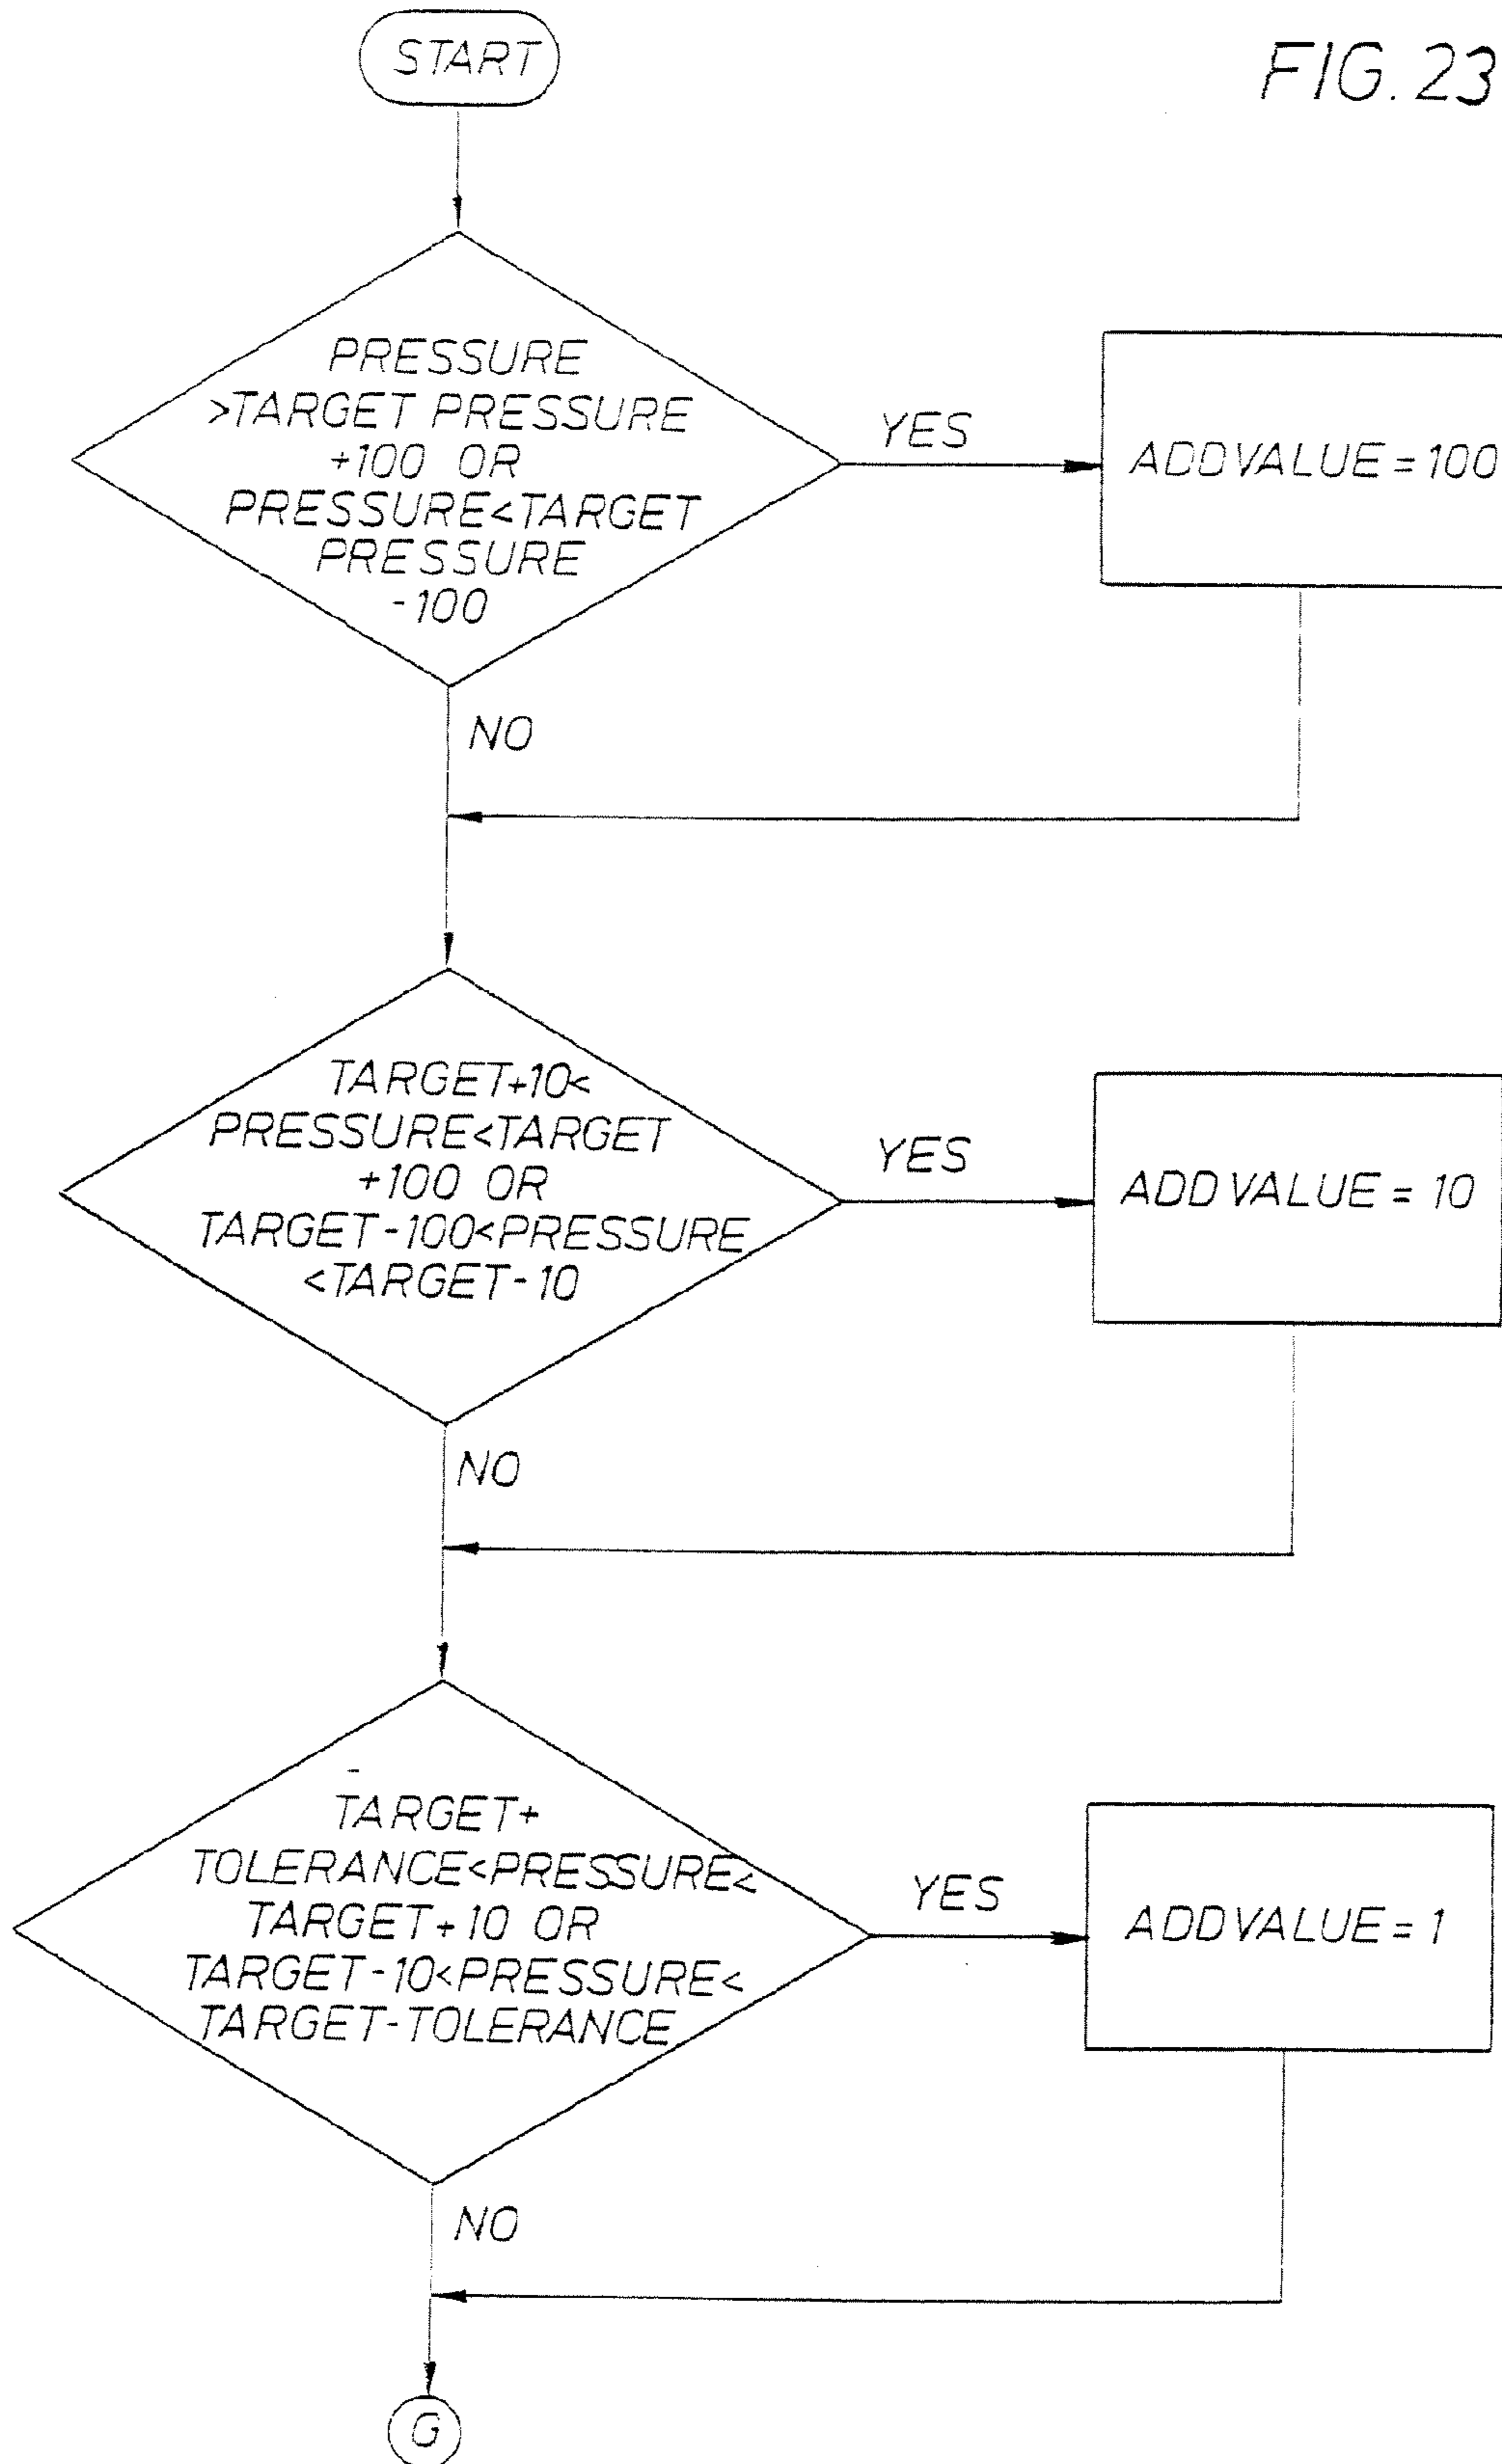 START
FIG. 23
PRESSURE
>TARGET PRESSURE
+100 OR
PRESSURE<TARGET
PRESSURE
-100
YES
ADDVALUE = 100
NO
TARGET+10<
PRESSURE<TARGET
+100 OR
TARGET-100<PRESSURE
<TARGET-10
YES
ADDVALUE = 10
NO
TARGET+
TOLERANCE<PRESSURE<
TARGET+10 OR
TARGET-10<PRESSURE<
TARGET-TOLERANCE
YES
ADDVALUE = 1
NO
G